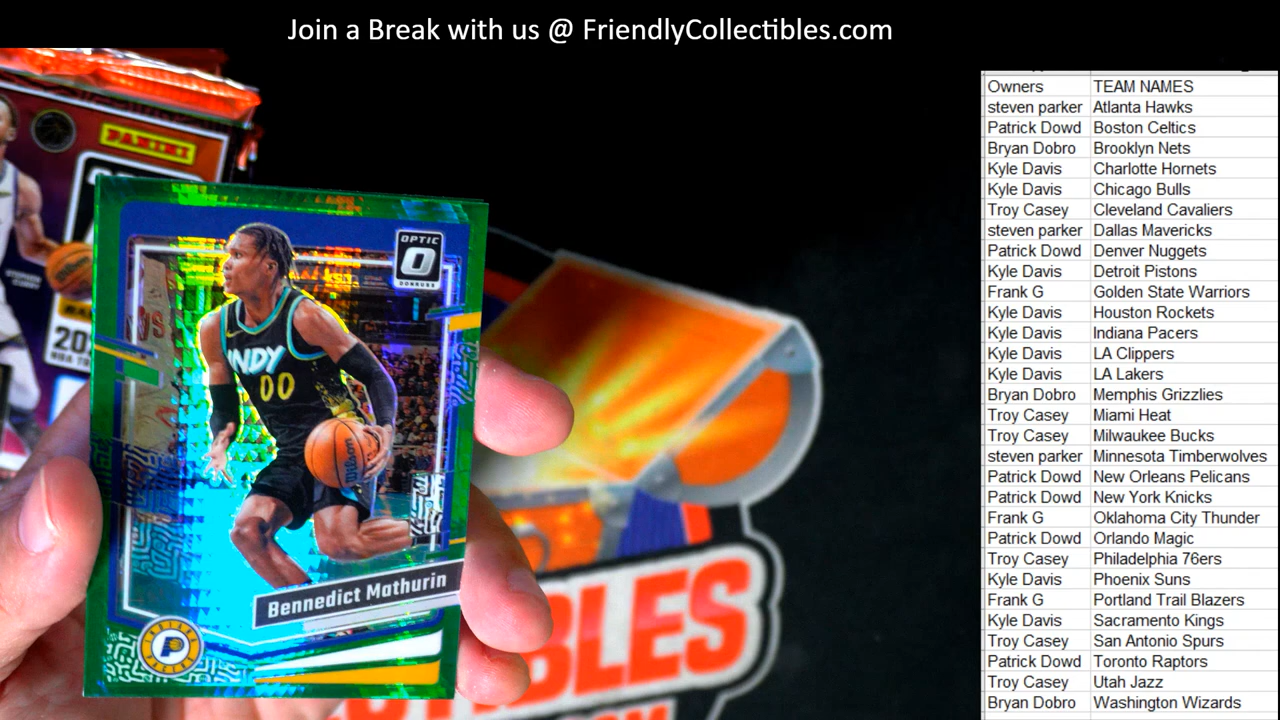 Join a Break with us @ FriendlyCollectibles.com
Owners TEAM NAMES
steven parker Atlanta Hawks
Patrick Dowd Boston Celtics
Bryan Dobro Brooklyn Nets
Kyle Davis Charlotte Hornets
Kyle Davis Chicago Bulls
Troy Casey Cleveland Cavaliers
steven parker Dallas Mavericks
Patrick Dowd Denver Nuggets
Kyle Davis Detroit Pistons
Frank G Golden State Warriors
Kyle Davis Houston Rockets
Kyle Davis Indiana Pacers
Kyle Davis LA Clippers
Kyle Davis LA Lakers
Bryan Dobro Memphis Grizzlies
Troy Casey Miami Heat
Troy Casey Milwaukee Bucks
steven parker Minnesota Timberwolves
Patrick Dowd New Orleans Pelicans
Patrick Dowd New York Knicks
Frank G Oklahoma City Thunder
Patrick Dowd Orlando Magic
Troy Casey Philadelphia 76ers
Kyle Davis Phoenix Suns
Frank G Portland Trail Blazers
Kyle Davis Sacramento Kings
Troy Casey San Antonio Spurs
Patrick Dowd Toronto Raptors
Troy Casey Utah Jazz
Bryan Dobro Washington Wizards
PANINI
OPTIC
DONRUSS
INDY
00
Wilson
Bennedict Mathurin
PACERS
BLES